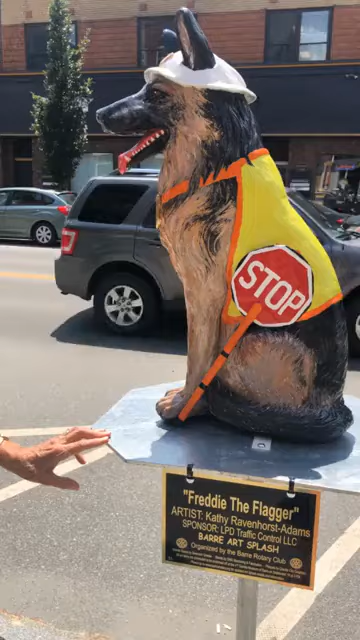 STOP
"Freddie The Flagger"
ARTIST: Kathy Ravenhorst-Adams
SPONSOR: LPD Traffic Control LLC
BARRE ART SPLASH
Organized by the Barre Rotary Club